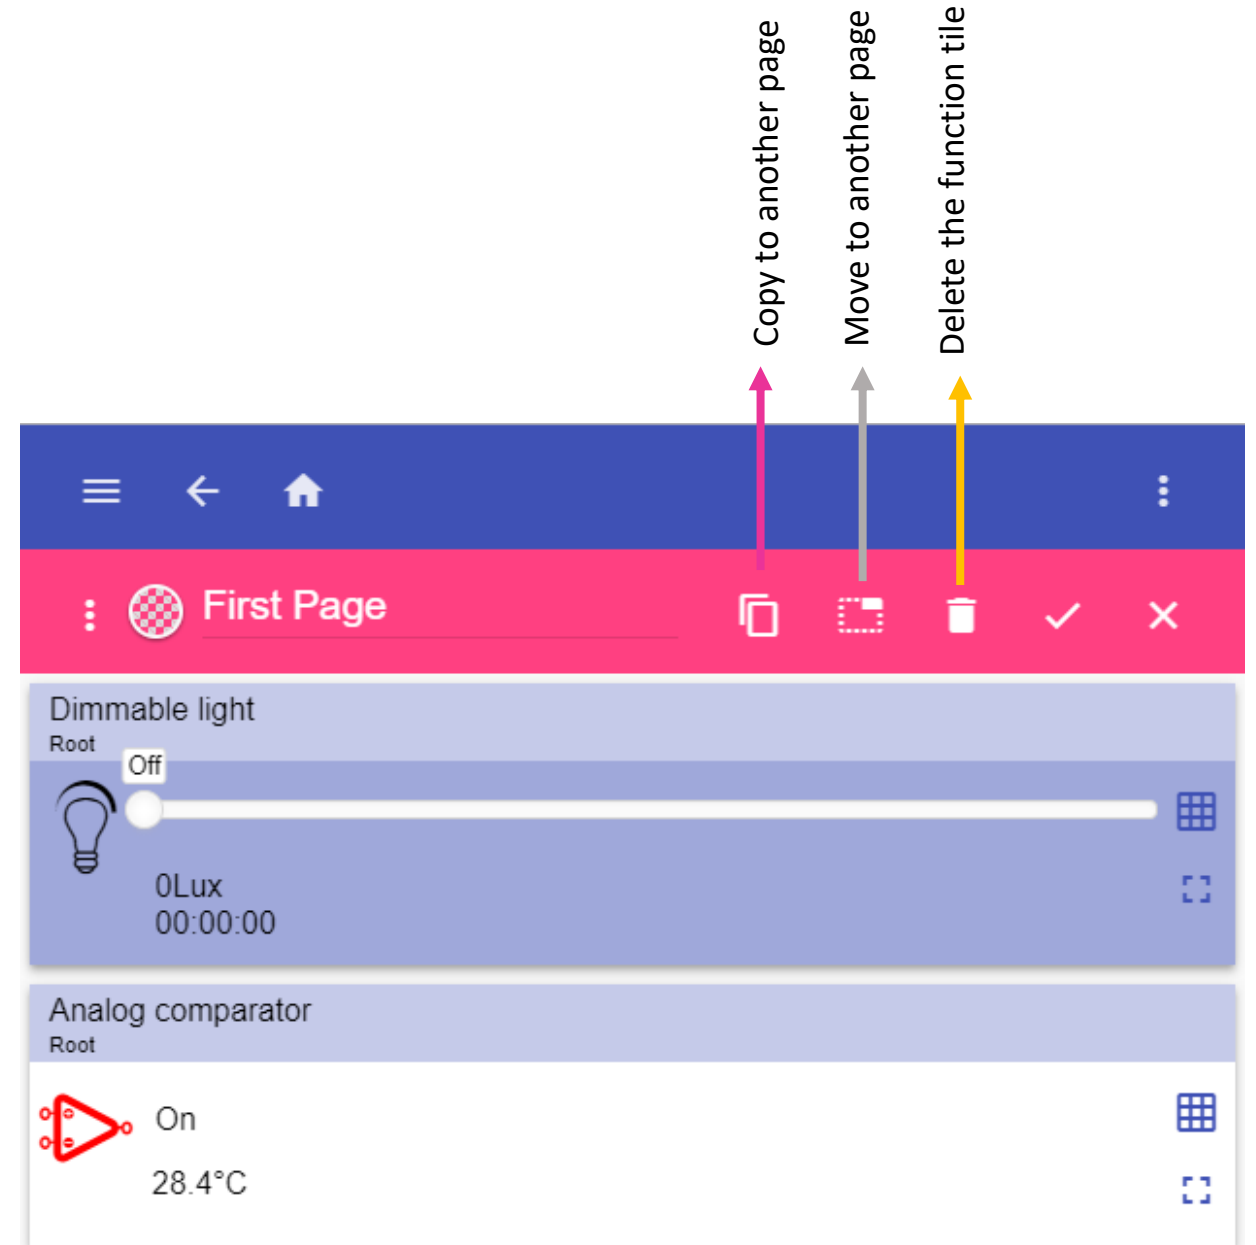 Copy to another page
Move to another page
Delete the function tile
First Page
Dimmable light
Root
Off
0Lux
00:00:00
Analog comparator
Root
On
28.4°C